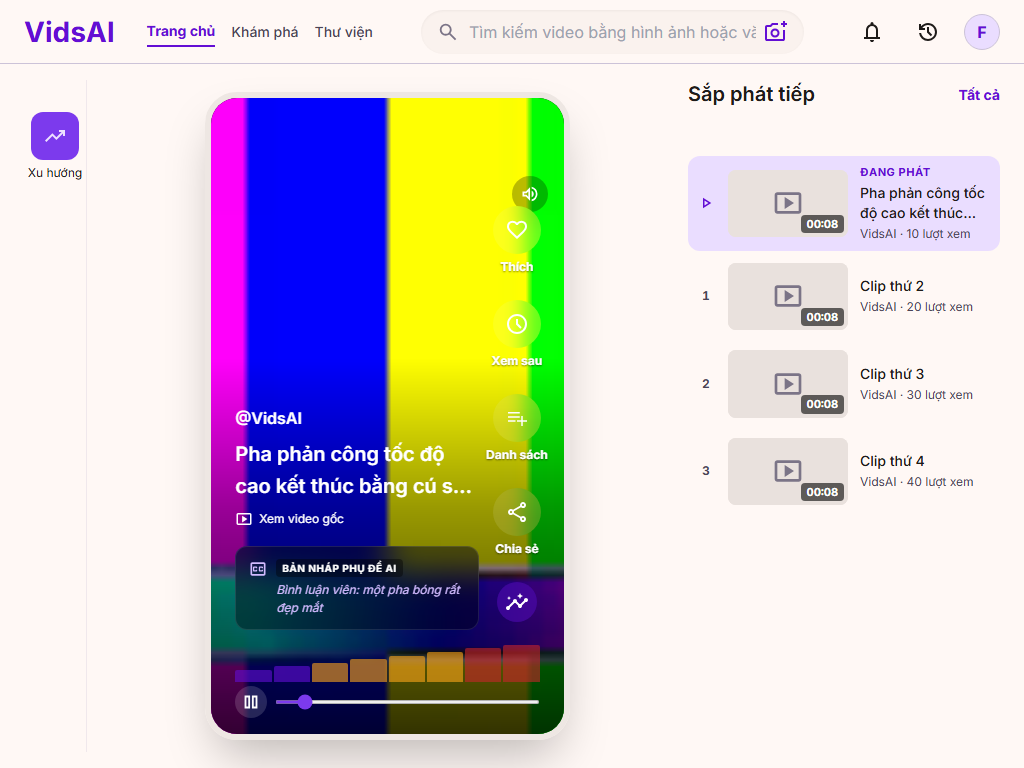 VidsAI
Trang chủ
Khám phá
Thư viện
Tìm kiếm video bằng hình ảnh hoặc
F
Xu hướng
Thích
Xem sau
Danh sách
Chia sẻ
@VidsAI
Pha phản công tốc độ
cao kết thúc bằng cú s...
Xem video gốc
CC
BẢN NHÁP PHỤ ĐỀ AI
Bình luận viên: một pha bóng rất
đẹp mắt
Sắp phát tiếp
Tất cả
00:08
ĐANG PHÁT
Pha phản công tốc
độ cao kết thúc...
VidsAI · 10 lượt xem
1
00:08
Clip thứ 2
VidsAI · 20 lượt xem
2
00:08
Clip thứ 3
VidsAI · 30 lượt xem
3
00:08
Clip thứ 4
VidsAI · 40 lượt xem